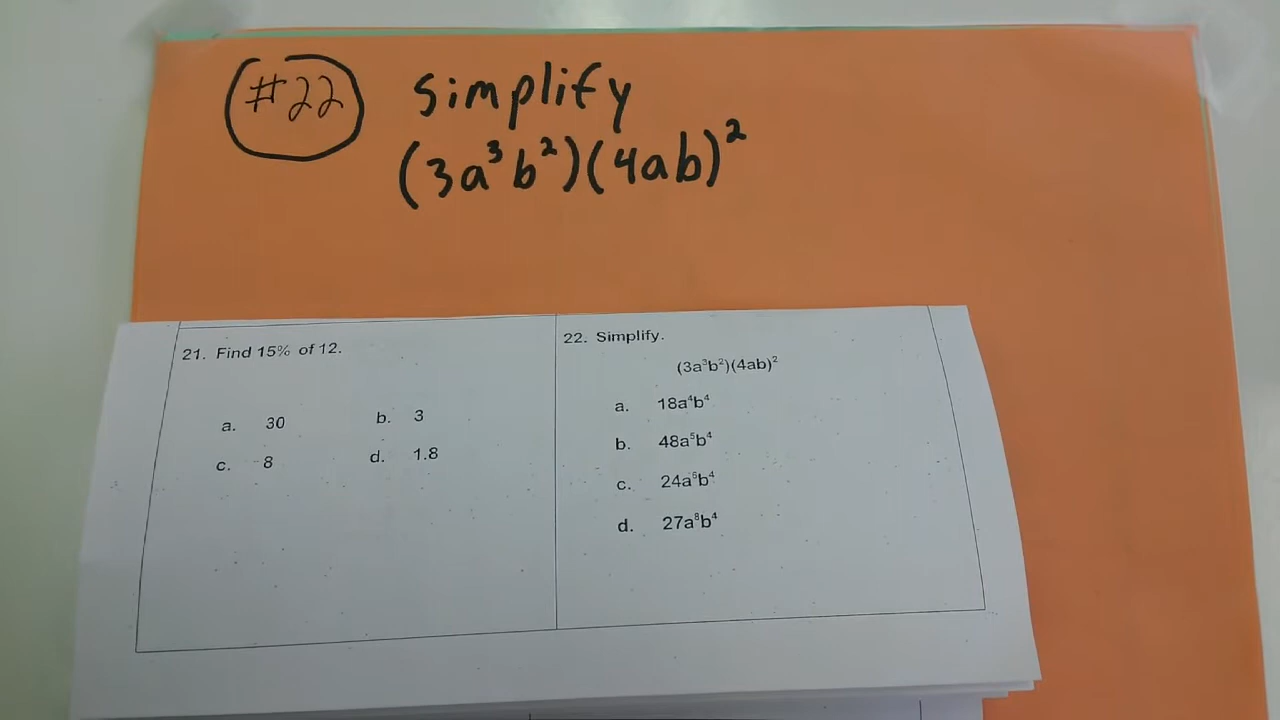 #22 Simplify
(3a³b²)(4ab)²
21. Find 15% of 12.
a. 30 b. 3
c. 8 d. 1.8
22. Simplify.
(3a³b²)(4ab)²
a. 18a⁴b⁴
b. 48a⁵b⁴
c. 24a⁵b⁴
d. 27a⁸b⁴